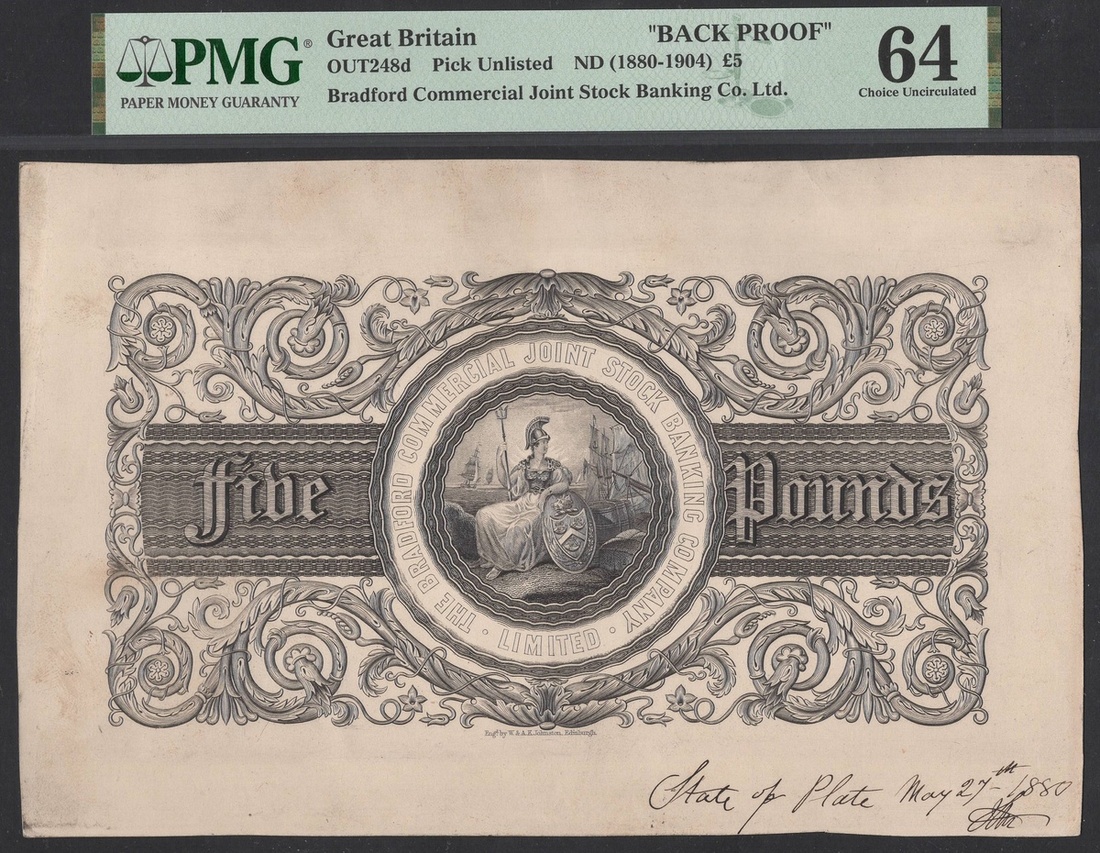 PMG®
PAPER MONEY GUARANTY
Great Britain "BACK PROOF"
OUT248d Pick Unlisted ND (1880-1904) £5
Bradford Commercial Joint Stock Banking Co. Ltd.
64
Choice Uncirculated
THE BRADFORD COMMERCIAL JOINT STOCK BANKING COMPANY · LIMITED ·
Five Pounds
Engd. by W. & A.K. Johnston, Edinburgh.
State of Plate May 27th 1880